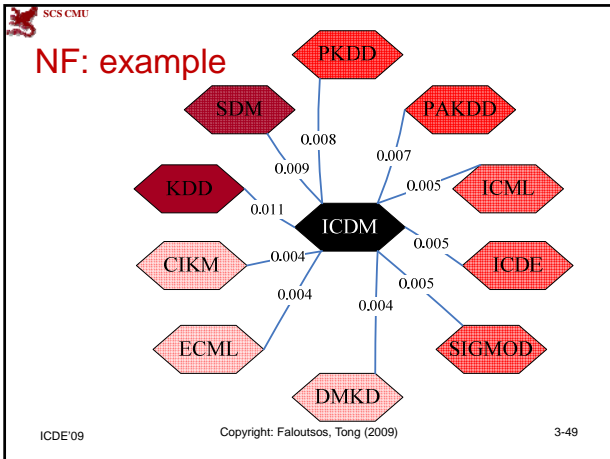 SCS CMU
NF: example
PKDD
SDM
PAKDD
0.008
0.009
0.007
KDD
0.005
ICML
0.011
ICDM
0.005
CIKM
0.004
ICDE
0.004
0.005
0.004
ECML
SIGMOD
DMKD
ICDE'09
Copyright: Faloutsos, Tong (2009)
3-49